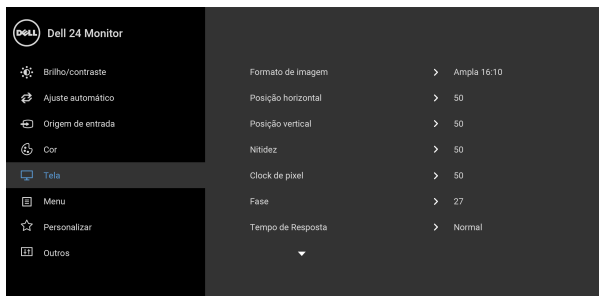 DELL Dell 24 Monitor
Brilho/contraste
Ajuste automático
Origem de entrada
Cor
Tela
Menu
Personalizar
Outros
Formato de imagem Ampla 16:10
Posição horizontal 50
Posição vertical 50
Nitidez 50
Clock de pixel 50
Fase 27
Tempo de Resposta Normal